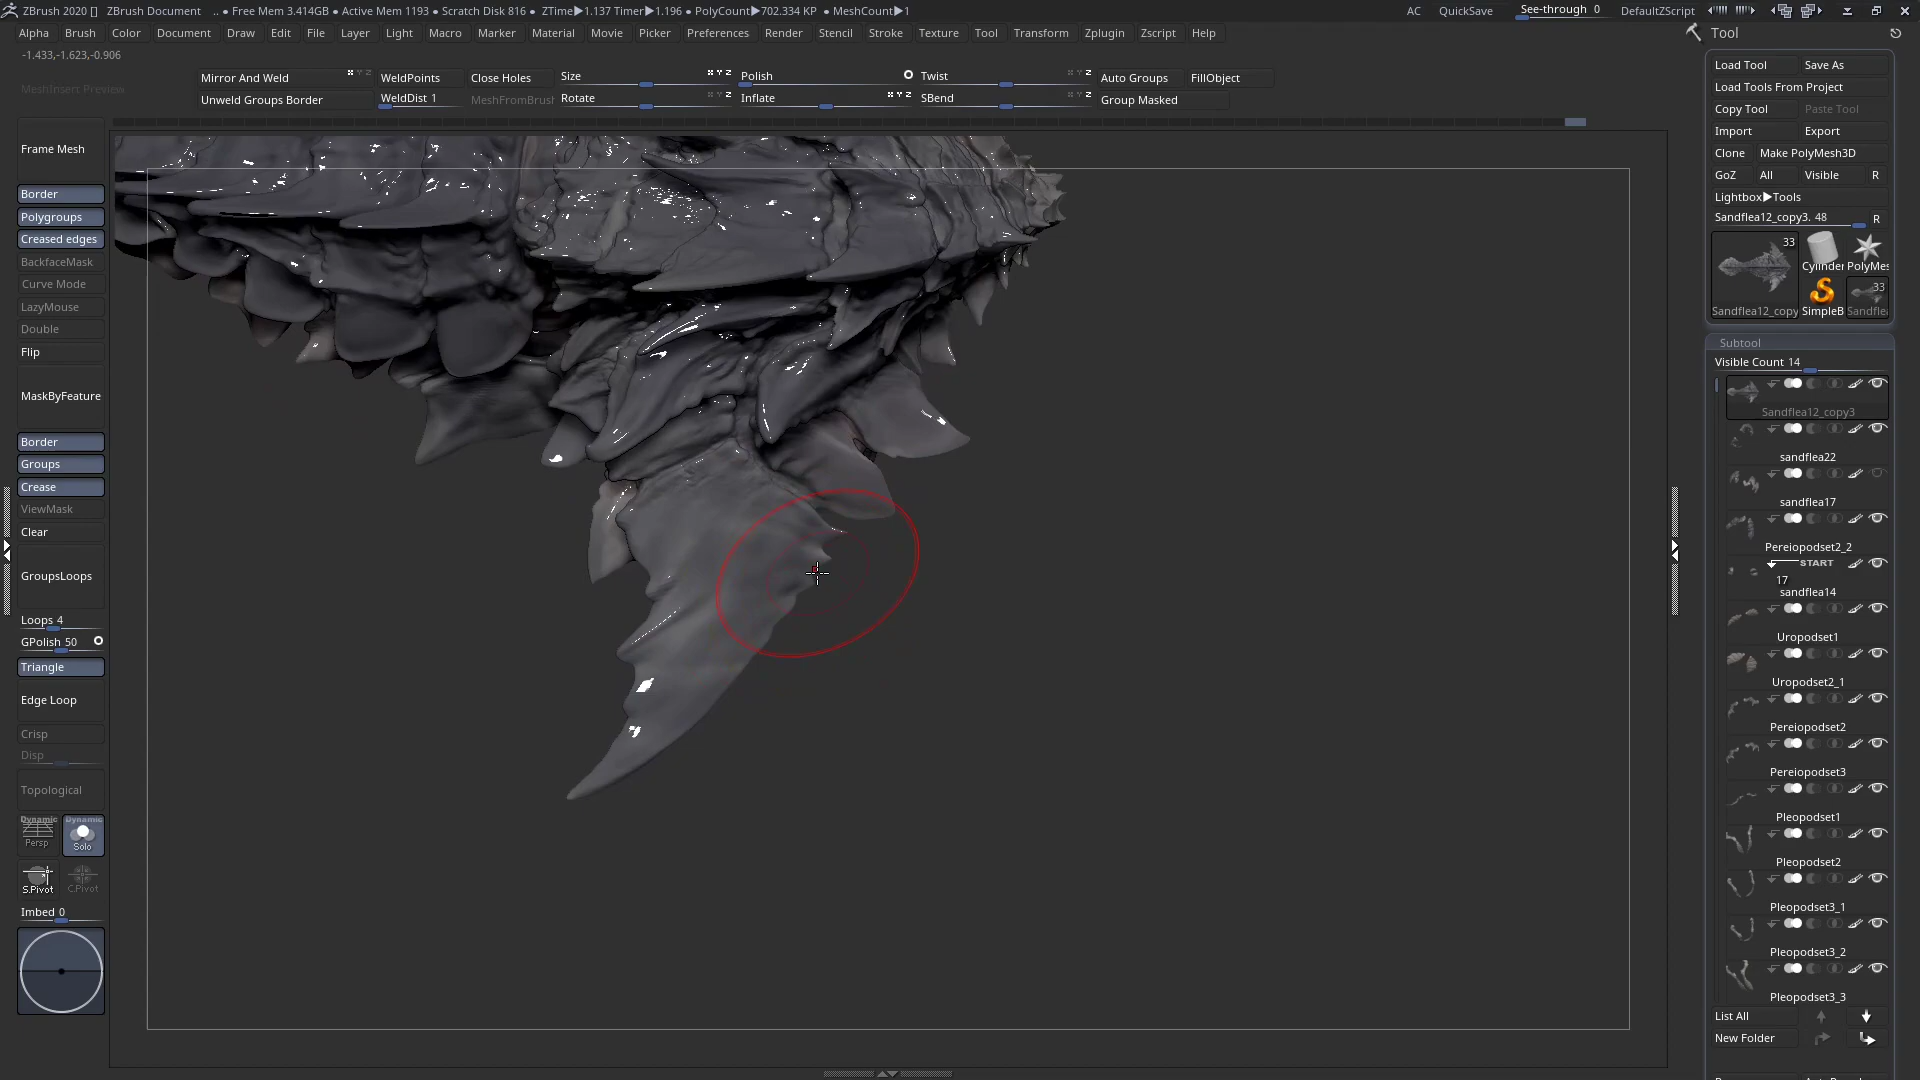 ZBrush 2020 [] ZBrush Document .. ● Free Mem 3.414GB ● Active Mem 1193 ● Scratch Disk 816 ● ZTime▶1.137 Timer▶1.196 ● PolyCount▶702.334 KP ● MeshCount▶1 AC QuickSave See-through 0 DefaultZScript
Alpha Brush Color Document Draw Edit File Layer Light Macro Marker Material Movie Picker Preferences Render Stencil Stroke Texture Tool Transform Zplugin Zscript Help
-1.433,-1.623,-0.906
MeshInsert Preview
Mirror And Weld WeldPoints Close Holes Size Polish Twist Auto Groups FillObject
Unweld Groups Border WeldDist 1 MeshFromBrush Rotate Inflate SBend Group Masked
Frame Mesh
Border
Polygroups
Creased edges
BackfaceMask
Curve Mode
LazyMouse
Double
Flip
MaskByFeature
Border
Groups
Crease
ViewMask
Clear
GroupsLoops
Loops 4
GPolish 50
Triangle
Edge Loop
Crisp
Disp
Topological
Dynamic Dynamic
Persp Solo
S.Pivot C.Pivot
Imbed 0
Tool
Load Tool Save As
Load Tools From Project
Copy Tool Paste Tool
Import Export
Clone Make PolyMesh3D
GoZ All Visible R
Lightbox▶Tools
Sandflea12_copy3. 48 R
33
Cylinder PolyMes
33
Sandflea12_copy SimpleB Sandflea
Subtool
Visible Count 14
Sandflea12_copy3
sandflea22
sandflea17
Pereiopodset2_2
START
17
sandflea14
Uropodset1
Uropodset2_1
Pereiopodset2
Pereiopodset3
Pleopodset1
Pleopodset2
Pleopodset3_1
Pleopodset3_2
Pleopodset3_3
List All
New Folder